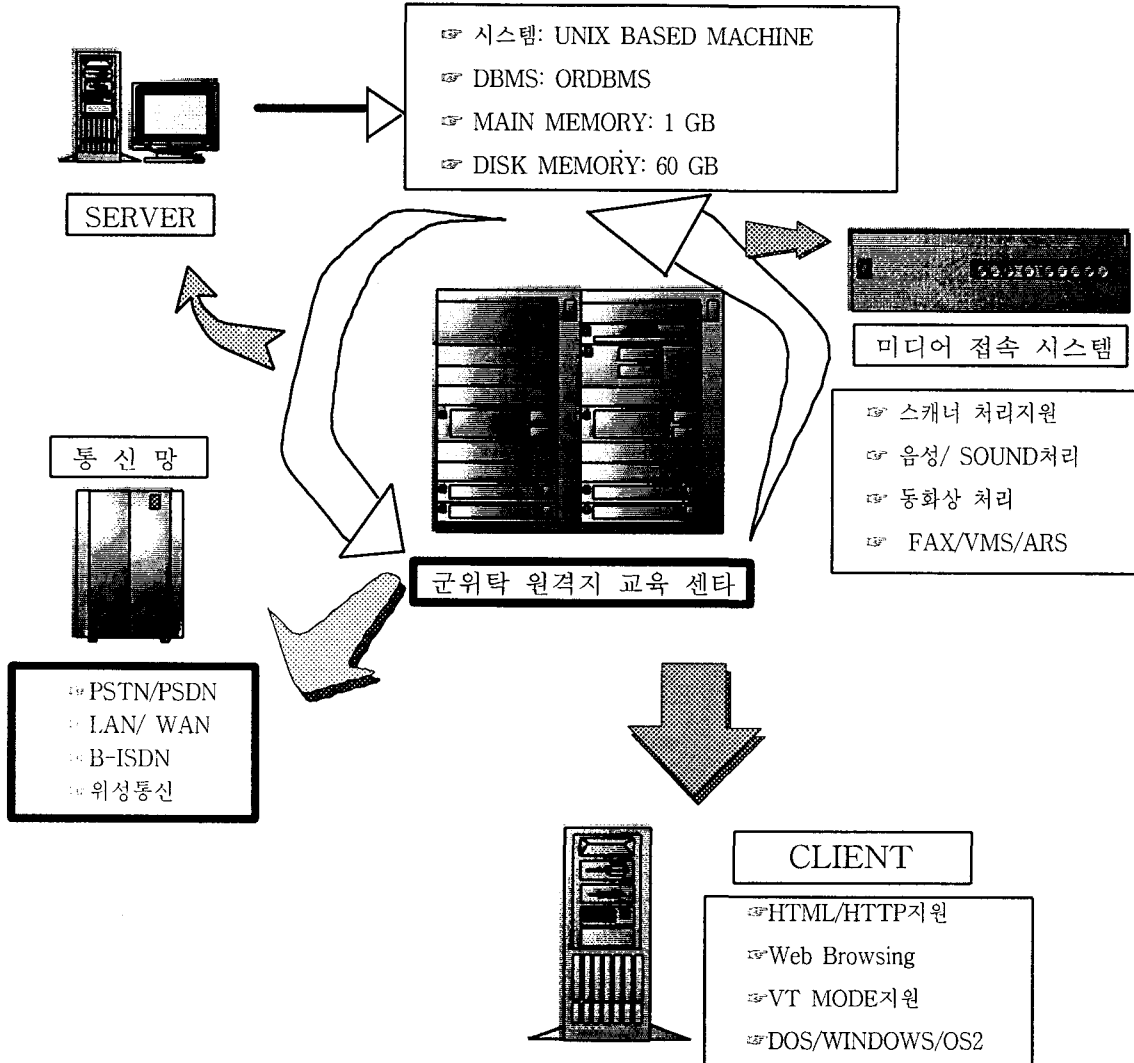 ☞ 시스템: UNIX BASED MACHINE
☞ DBMS: ORDBMS
☞ MAIN MEMORY: 1 GB
☞ DISK MEMORY: 60 GB
SERVER
미디어 접속 시스템
☞ 스캐너 처리지원
☞ 음성/ SOUND처리
☞ 동화상 처리
☞ FAX/VMS/ARS
통 신 망
군위탁 원격지 교육 센타
☞PSTN/PSDN
☞LAN/ WAN
☞B-ISDN
☞위성통신
CLIENT
☞HTML/HTTP지원
☞Web Browsing
☞VT MODE지원
☞DOS/WINDOWS/OS2